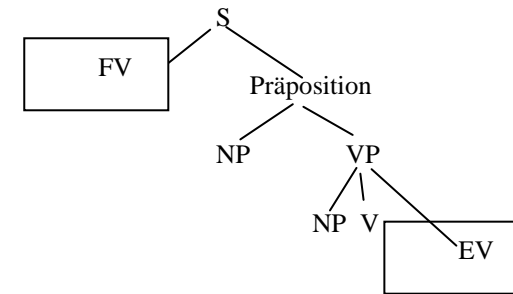 S
FV
Präposition
NP VP
NP V
EV